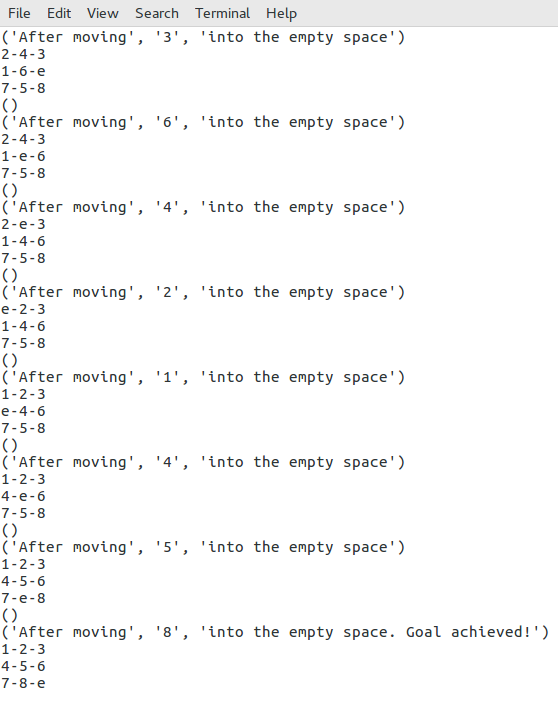 File Edit View Search Terminal Help
('After moving', '3', 'into the empty space')
2-4-3
1-6-e
7-5-8
()
('After moving', '6', 'into the empty space')
2-4-3
1-e-6
7-5-8
()
('After moving', '4', 'into the empty space')
2-e-3
1-4-6
7-5-8
()
('After moving', '2', 'into the empty space')
e-2-3
1-4-6
7-5-8
()
('After moving', '1', 'into the empty space')
1-2-3
e-4-6
7-5-8
()
('After moving', '4', 'into the empty space')
1-2-3
4-e-6
7-5-8
()
('After moving', '5', 'into the empty space')
1-2-3
4-5-6
7-e-8
()
('After moving', '8', 'into the empty space. Goal achieved!')
1-2-3
4-5-6
7-8-e